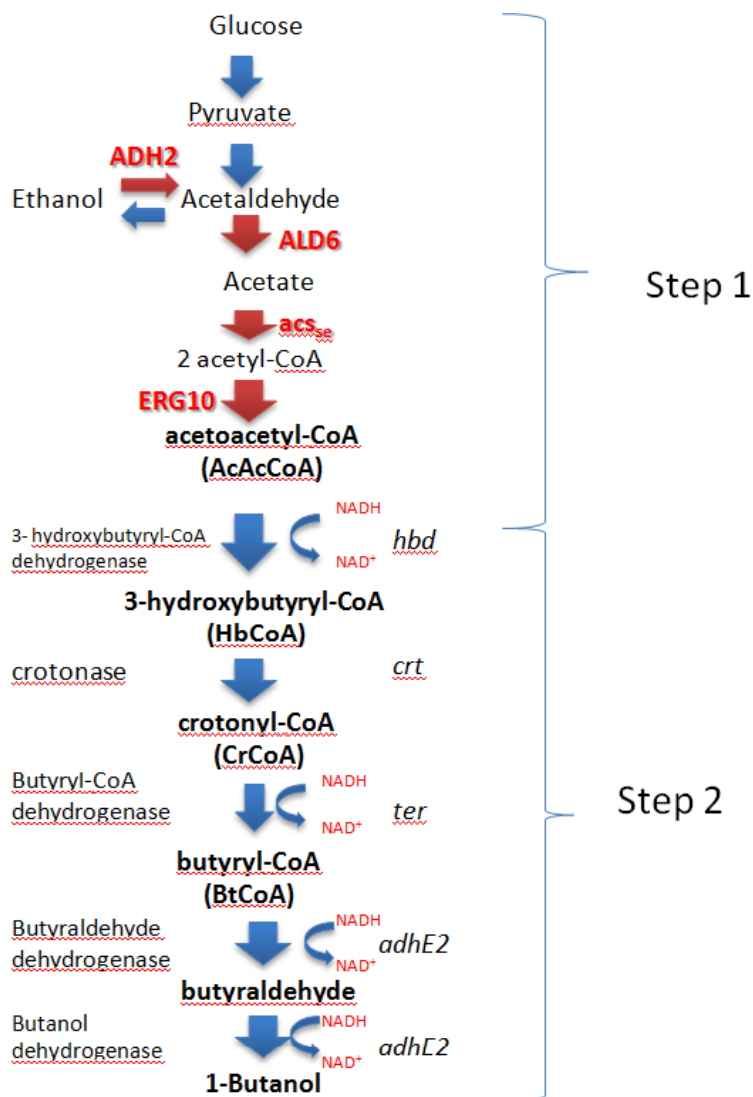 Glucose
Pyruvate
ADH2
Ethanol
Acetaldehyde
ALD6
Acetate
Step 1
acsse
2 acetyl-CoA
ERG10
acetoacetyl-CoA
(AcAcCoA)
3- hydroxybutyryl-CoA
dehydrogenase
NADH
NAD+
hbd
3-hydroxybutyryl-CoA
(HbCoA)
crotonase
crt
crotonyl-CoA
(CrCoA)
Butyryl-CoA
dehydrogenase
NADH
NAD+
ter
Step 2
butyryl-CoA
(BtCoA)
Butyraldehyde
dehydrogenase
NADH
NAD+
adhE2
butyraldehyde
Butanol
dehydrogenase
NADH
NAD+
adhE2
1-Butanol